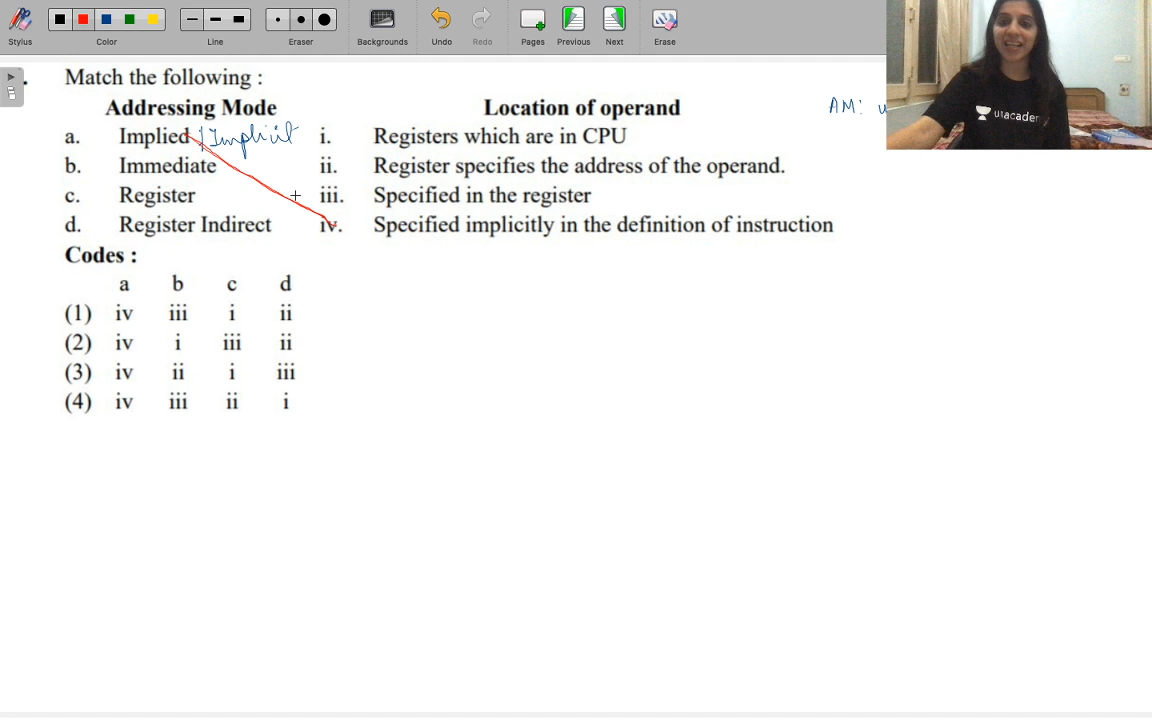 Stylus Color Line Eraser Backgrounds Undo Redo Pages Previous Next Erase
Match the following :
Addressing Mode Location of operand AM:
unacademy
a. Implied / Implicit i. Registers which are in CPU
b. Immediate ii. Register specifies the address of the operand.
c. Register iii. Specified in the register
d. Register Indirect iv. Specified implicitly in the definition of instruction
Codes :
a b c d
(1) iv iii i ii
(2) iv i iii ii
(3) iv ii i iii
(4) iv iii ii i